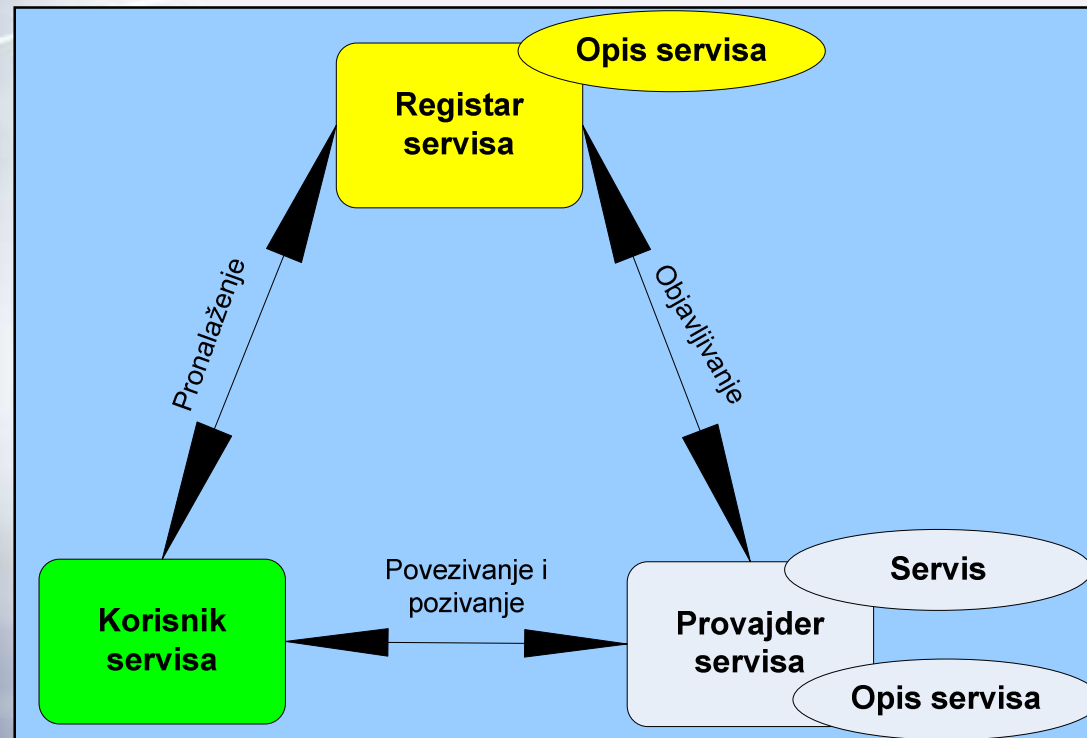 Opis servisa
Registar
servisa
Pronalaženje
Objavljivanje
Povezivanje i
pozivanje
Korisnik
servisa
Servis
Provajder
servisa
Opis servisa